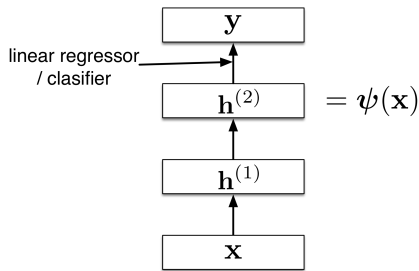 y
linear regressor
/ clasifier
h^{(2)} = ψ(x)
h^{(1)}
x